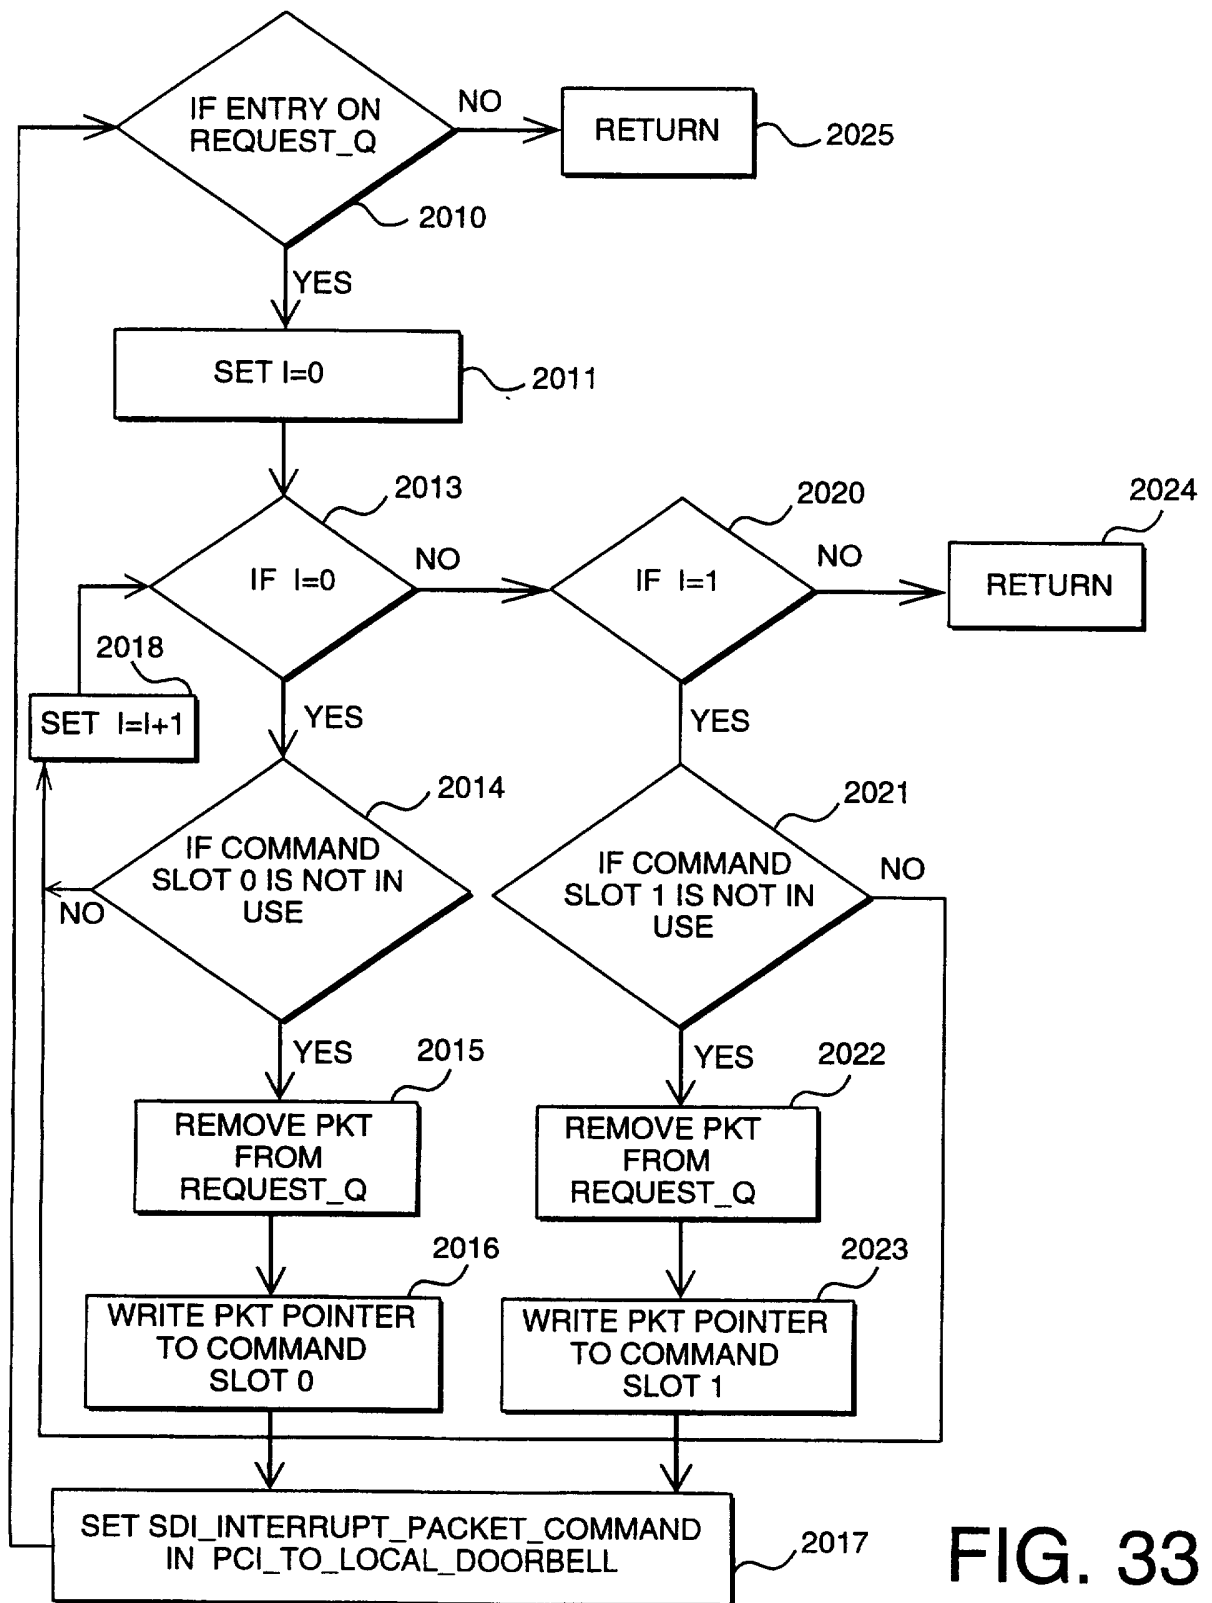 IF ENTRY ON
REQUEST_Q
NO
RETURN
2025
2010
YES
SET I=0
2011
2013
IF I=0
NO
2020
IF I=1
NO
2024
RETURN
2018
SET I=I+1
YES
YES
2014
IF COMMAND
SLOT 0 IS NOT IN
USE
NO
2021
IF COMMAND
SLOT 1 IS NOT IN
USE
NO
YES
2015
REMOVE PKT
FROM
REQUEST_Q
YES
2022
REMOVE PKT
FROM
REQUEST_Q
2016
WRITE PKT POINTER
TO COMMAND
SLOT 0
2023
WRITE PKT POINTER
TO COMMAND
SLOT 1
SET SDI_INTERRUPT_PACKET_COMMAND
IN PCI_TO_LOCAL_DOORBELL
2017
FIG. 33